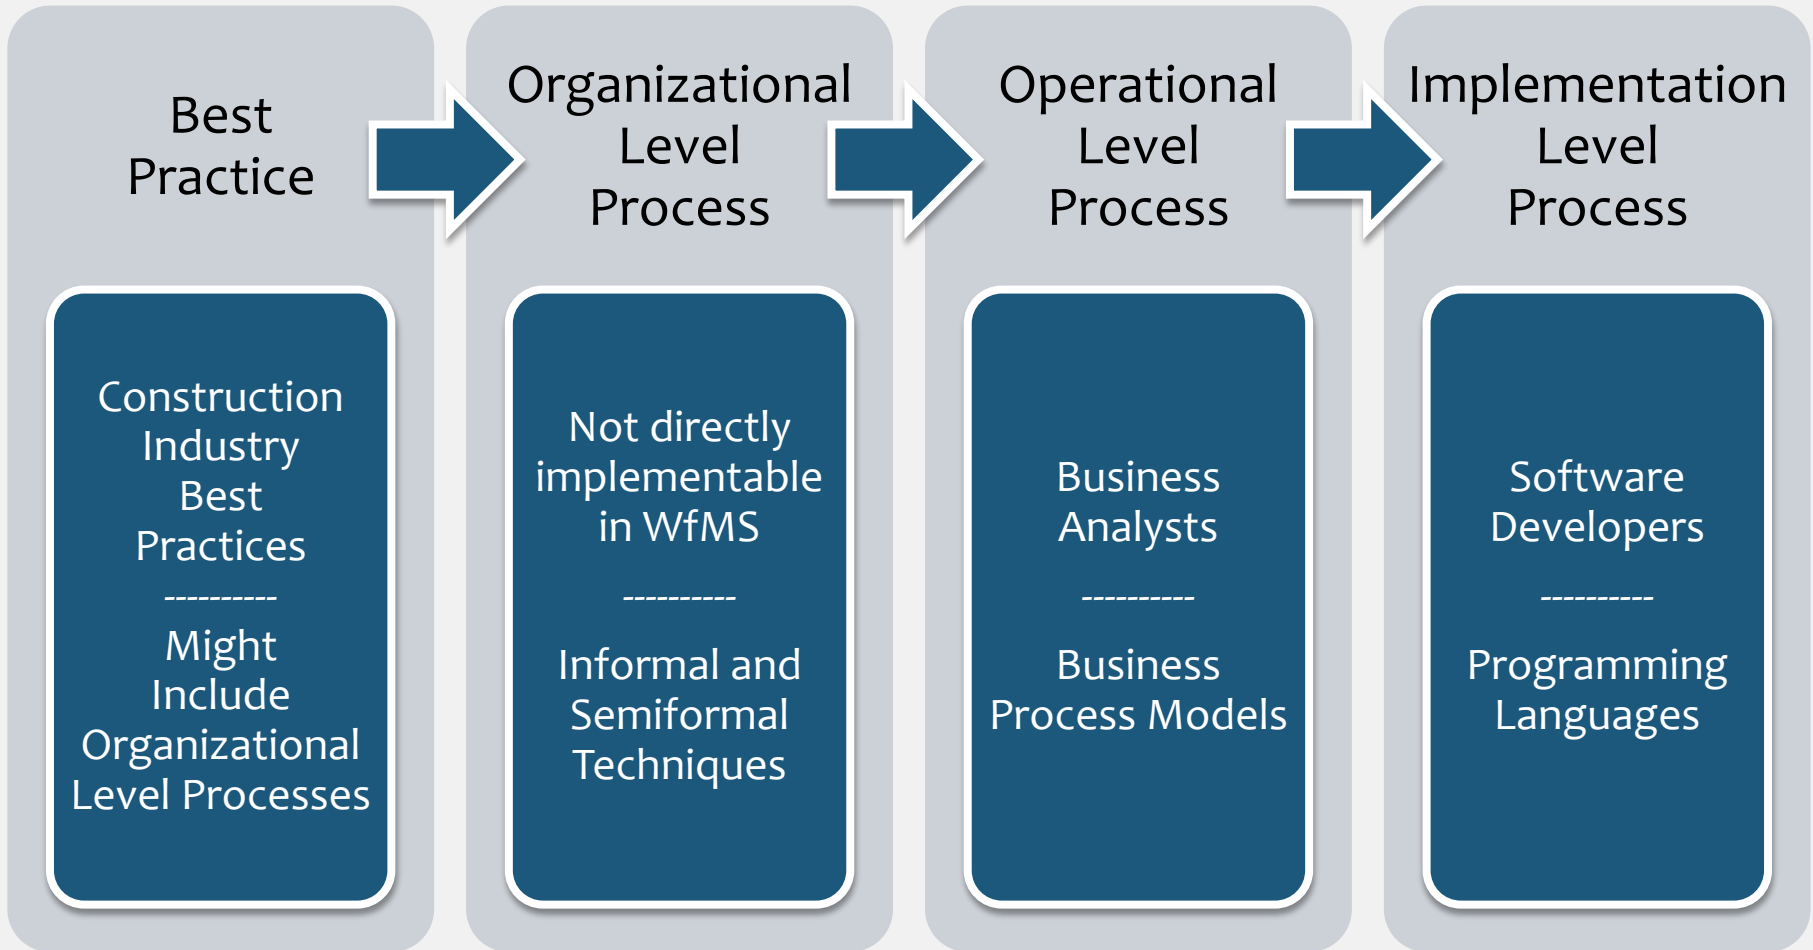 Best
Practice
Construction
Industry
Best
Practices
----------
Might
Include
Organizational
Level Processes
Organizational
Level
Process
Not directly
implementable
in WfMS
----------
Informal and
Semiformal
Techniques
Operational
Level
Process
Business
Analysts
----------
Business
Process Models
Implementation
Level
Process
Software
Developers
----------
Programming
Languages